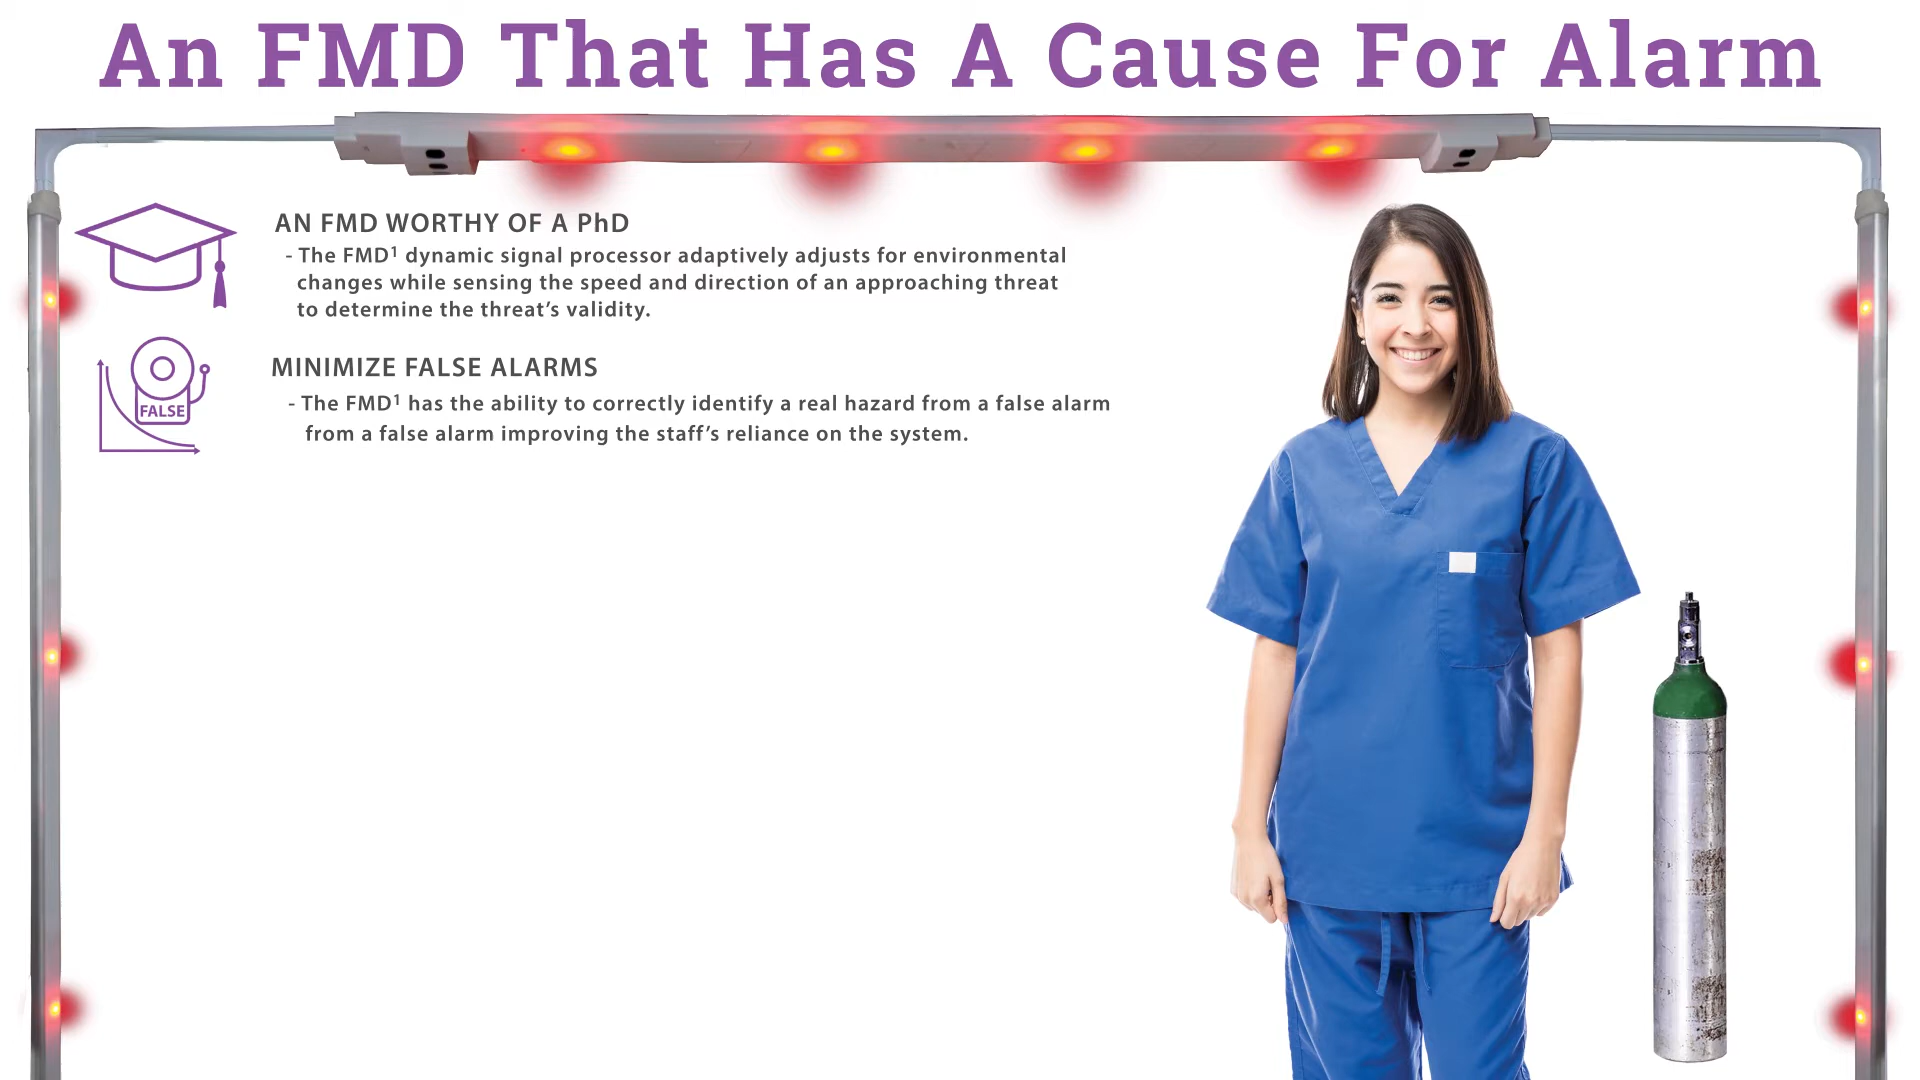 An FMD That Has A Cause For Alarm
AN FMD WORTHY OF A PhD
- The FMD¹ dynamic signal processor adaptively adjusts for environmental
changes while sensing the speed and direction of an approaching threat
to determine the threat's validity.
MINIMIZE FALSE ALARMS
FALSE
- The FMD¹ has the ability to correctly identify a real hazard from a false alarm
from a false alarm improving the staff's reliance on the system.